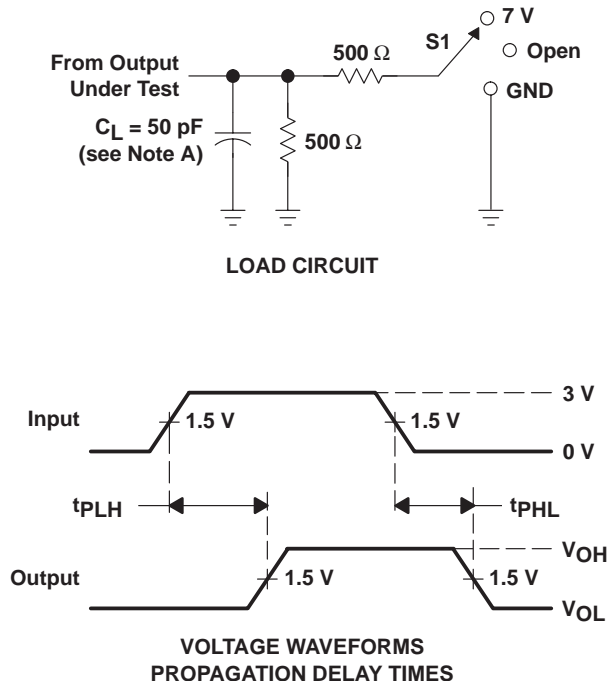 7 V
S1
Open
500 Ω
From Output
Under Test
GND
CL = 50 pF
(see Note A)
500 Ω
LOAD CIRCUIT
3 V
Input
1.5 V
1.5 V
0 V
tPLH
tPHL
VOH
Output
1.5 V
1.5 V
VOL
VOLTAGE WAVEFORMS
PROPAGATION DELAY TIMES